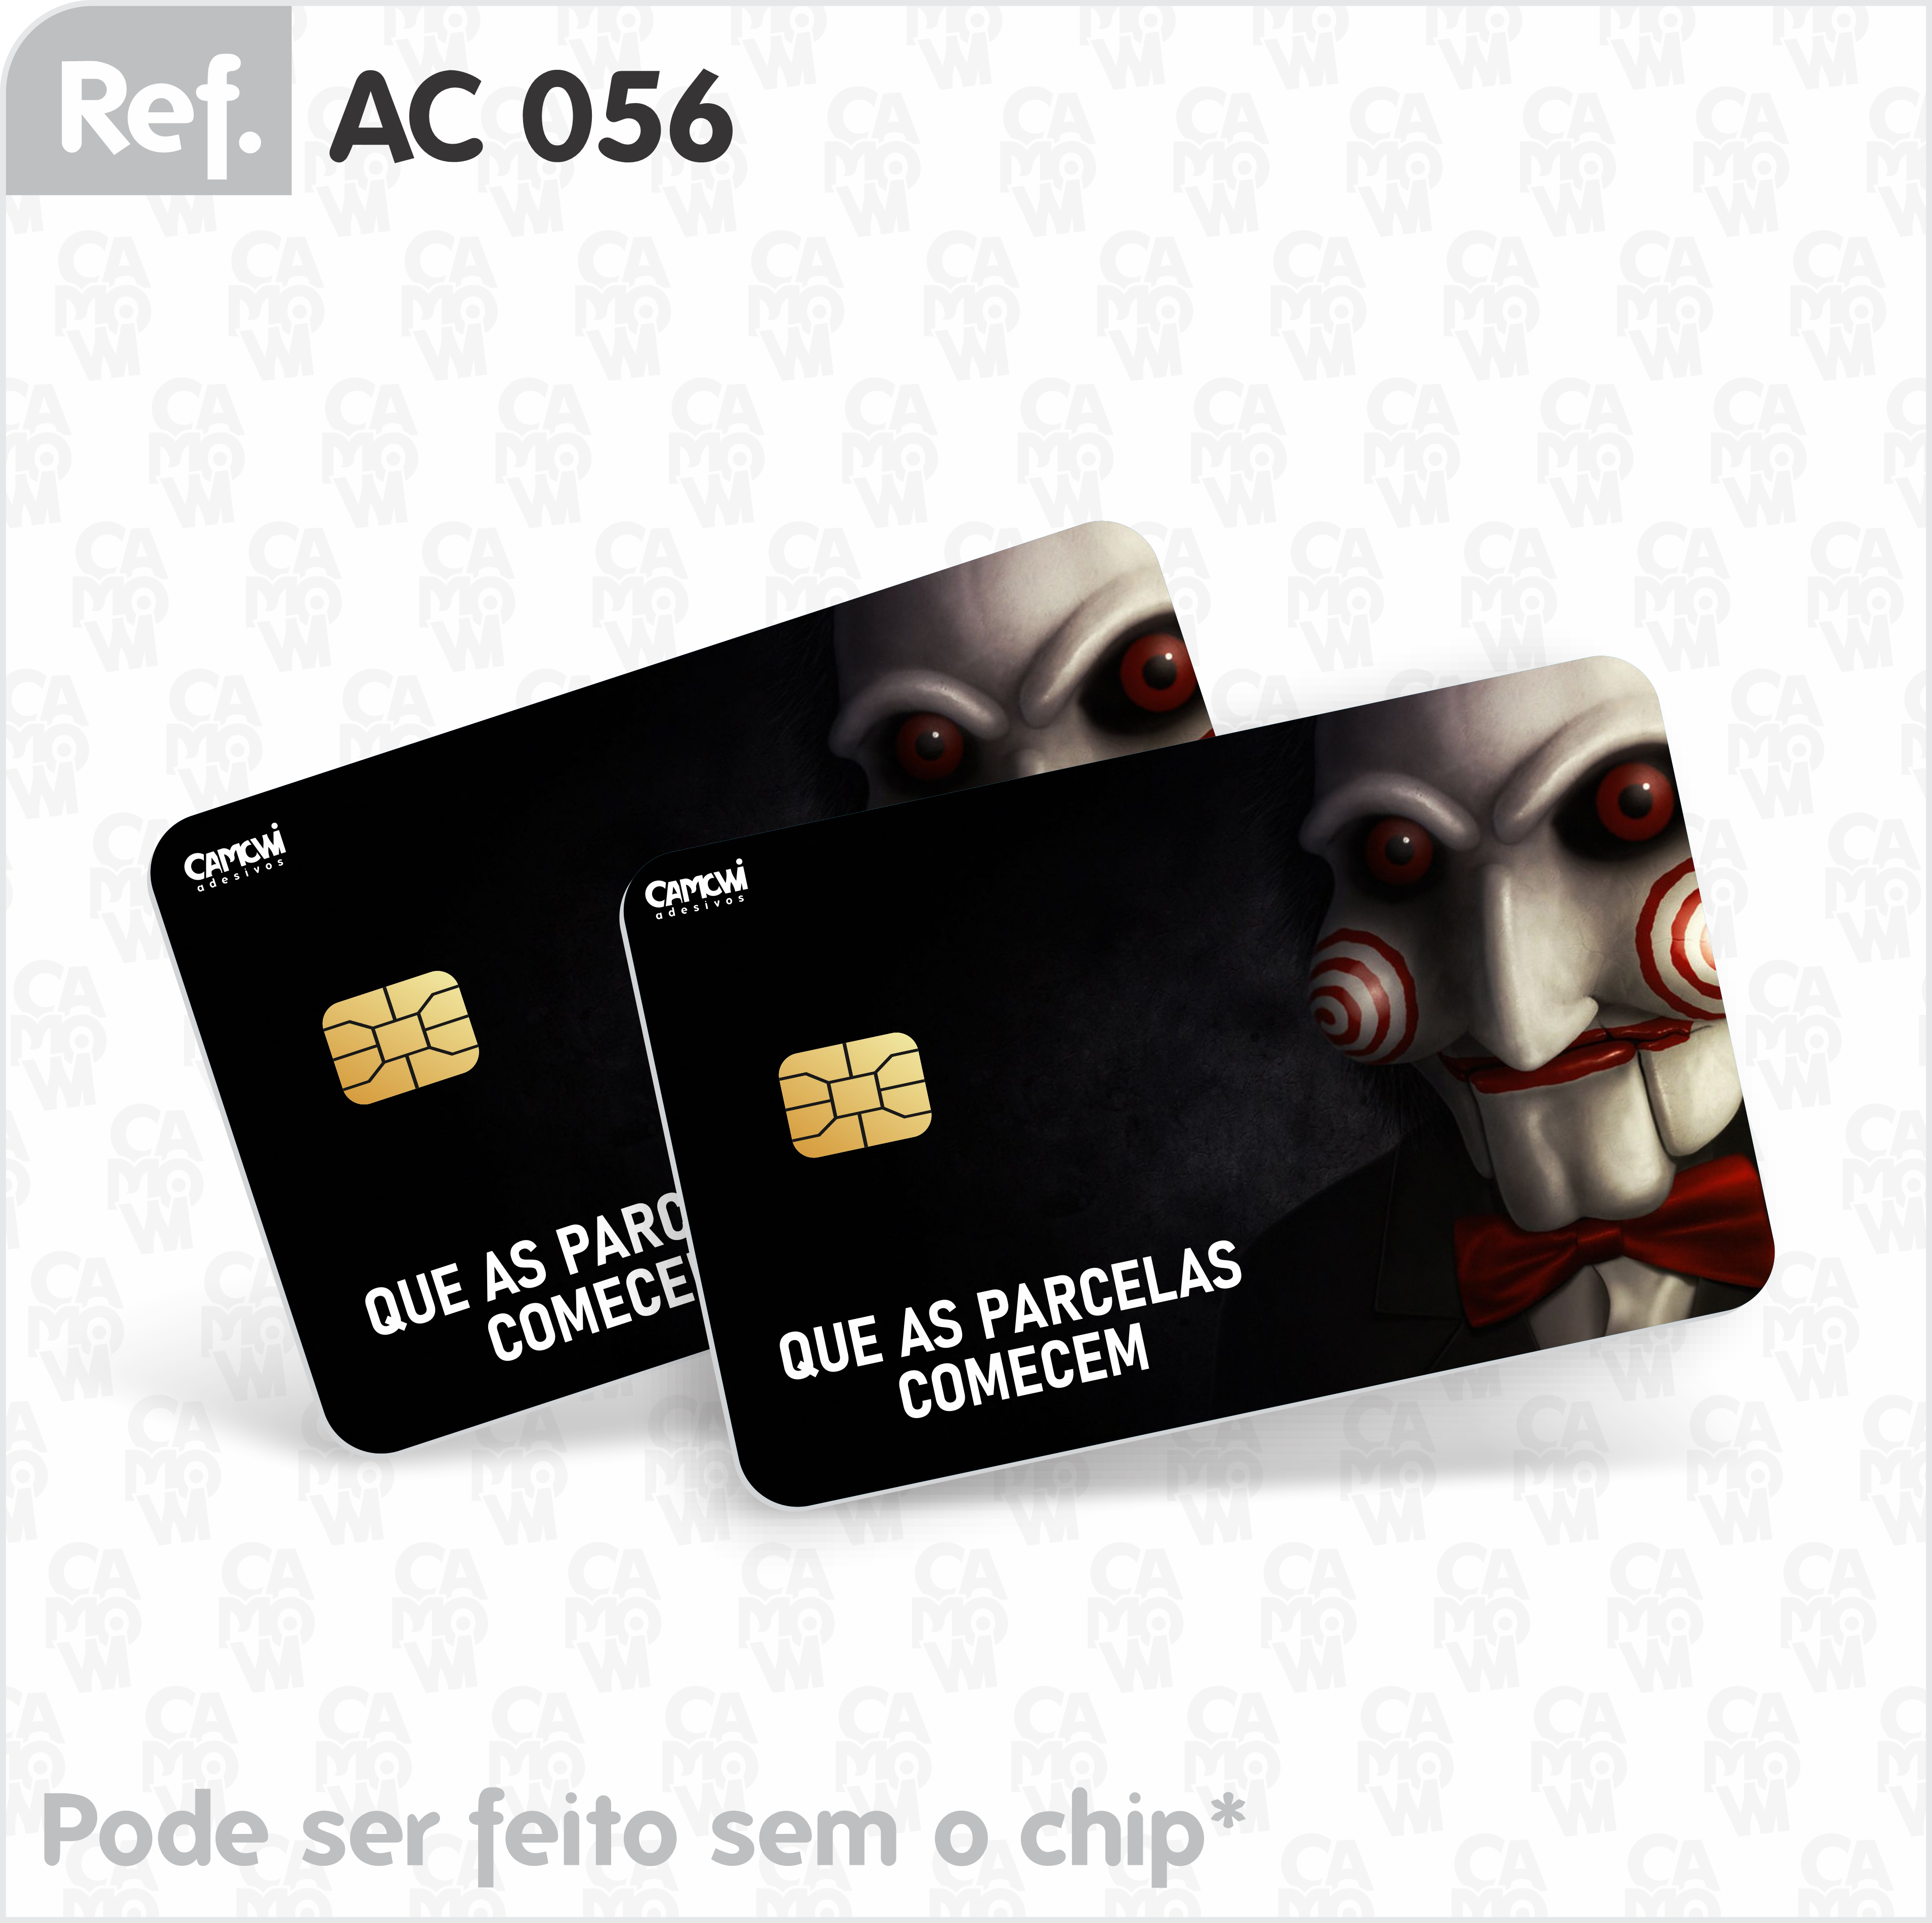 Ref. AC 056
CAMOWI
adesivos
QUE AS PARC
COMECE
CAMOWI
adesivos
QUE AS PARCELAS
COMECEM
Pode ser feito sem o chip*